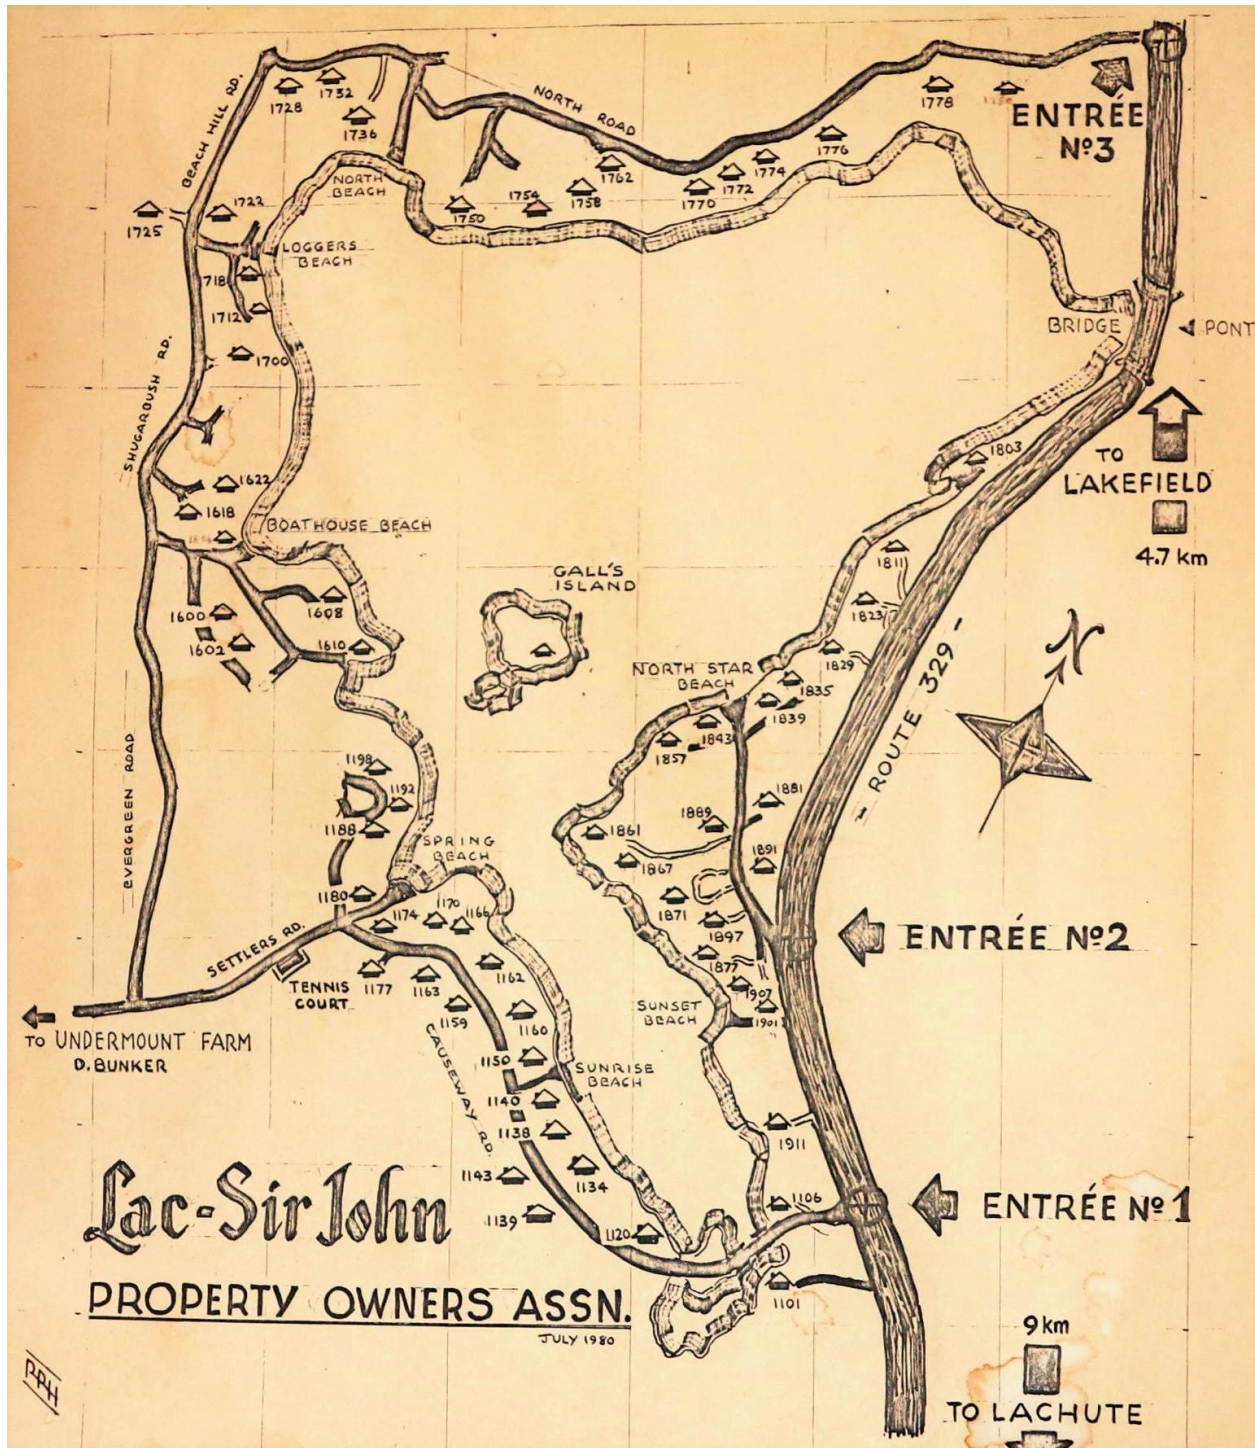 BEACH HILL RD.
1728
1732
1736
NORTH ROAD
1778
ENTRÉE
Nº3
NORTH
BEACH
1762
1776
1774
1772
1770
1758
1754
1750
1725
1722
LOGGERS
BEACH
718
1712
1700
BRIDGE
PONT
SHUGARBUSH RD.
TO
LAKEFIELD
4.7 km
1803
1622
1618
BOATHOUSE BEACH
1811
1823
1829
1600
1602
1608
1610
GALL'S
ISLAND
N
NORTH STAR
BEACH
1835
1839
1843
1857
- ROUTE 329 -
EVERGREEN ROAD
1198
1192
1188
1881
1889
1861
1867
1891
SPRING
BEACH
1180
1174
1170
1166
1871
1897
1877
1907
1901
ENTRÉE Nº2
SETTLERS RD.
TENNIS
COURT
1177
1163
1162
1159
1160
SUNSET
BEACH
TO UNDERMOUNT FARM
D. BUNKER
CAUSEWAY RD.
1150
SUNRISE
BEACH
1140
1138
1143
1134
1139
1120
1911
1106
ENTRÉE Nº 1
1101
Lac-Sir John
PROPERTY OWNERS ASSN.
JULY 1980
RRH
9 km
TO LACHUTE